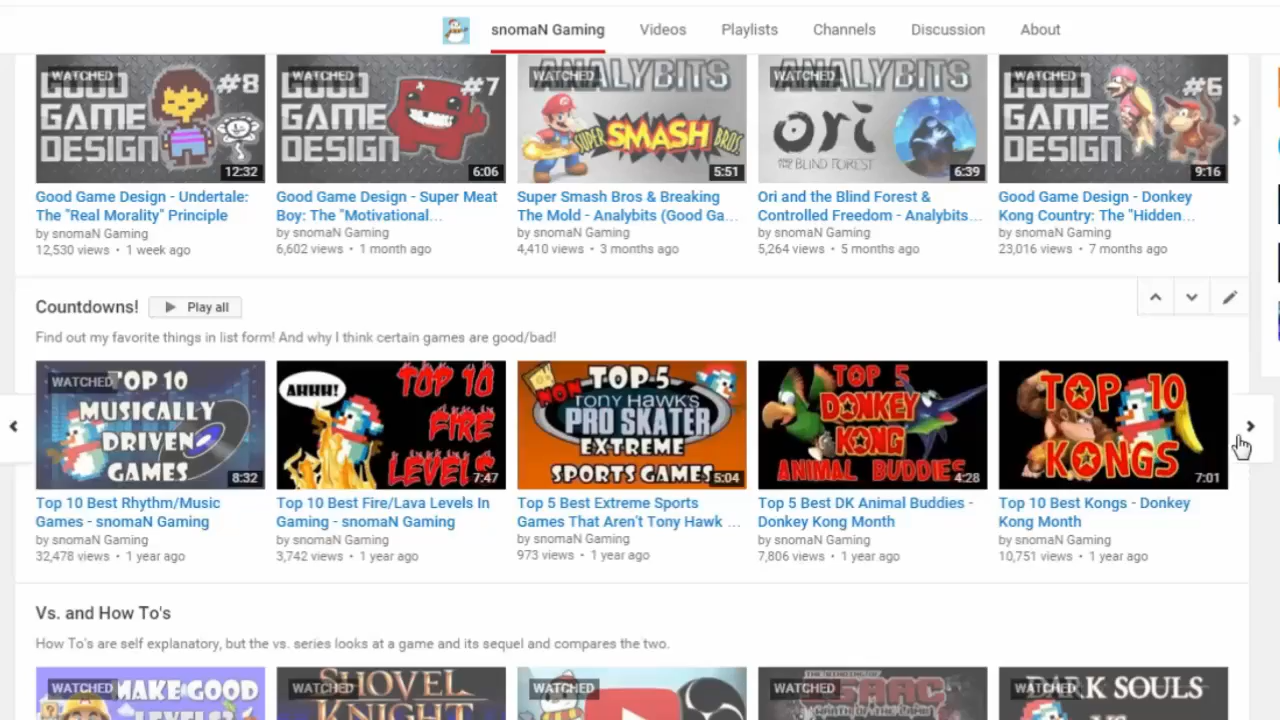 snomaN Gaming Videos Playlists Channels Discussion About
WATCHED
GOOD
GAME
DESIGN
#8
12:32
WATCHED
GOOD
GAME
DESIGN
#7
6:06
WATCHED
ANALYBITS
SUPER SMASH BROS
5:51
WATCHED
ANALYBITS
ori
AND THE BLIND FOREST
6:39
WATCHED
GOOD
GAME
DESIGN
#6
9:16
Good Game Design - Undertale:
The "Real Morality" Principle
by snomaN Gaming
12,530 views • 1 week ago
Good Game Design - Super Meat
Boy: The "Motivational...
by snomaN Gaming
6,602 views • 1 month ago
Super Smash Bros & Breaking
The Mold - Analybits (Good Ga...
by snomaN Gaming
4,410 views • 3 months ago
Ori and the Blind Forest &
Controlled Freedom - Analybits...
by snomaN Gaming
5,264 views • 5 months ago
Good Game Design - Donkey
Kong Country: The "Hidden...
by snomaN Gaming
23,016 views • 7 months ago
Countdowns! Play all
Find out my favorite things in list form! And why I think certain games are good/bad!
WATCHED
TOP 10
MUSICALLY
DRIVEN
GAMES
8:32
AHHH!
TOP 10
FIRE
LEVELS
7:47
NON
TOP 5
TONY HAWK'S
PRO SKATER
EXTREME
SPORTS GAMES
5:04
TOP 5
DONKEY
KONG
ANIMAL BUDDIES
4:28
TOP 10
KONGS
7:01
Top 10 Best Rhythm/Music
Games - snomaN Gaming
by snomaN Gaming
32,478 views • 1 year ago
Top 10 Best Fire/Lava Levels In
Gaming - snomaN Gaming
by snomaN Gaming
3,742 views • 1 year ago
Top 5 Best Extreme Sports
Games That Aren't Tony Hawk ...
by snomaN Gaming
973 views • 1 year ago
Top 5 Best DK Animal Buddies -
Donkey Kong Month
by snomaN Gaming
7,806 views • 1 year ago
Top 10 Best Kongs - Donkey
Kong Month
by snomaN Gaming
10,751 views • 1 year ago
Vs. and How To's
How To's are self explanatory, but the vs. series looks at a game and its sequel and compares the two.
WATCHED
MAKE GOOD
WATCHED
SHOVEL
KNIGHT
WATCHED
WATCHED
THE BINDING OF
ISAAC
WATCHED
DARK SOULS